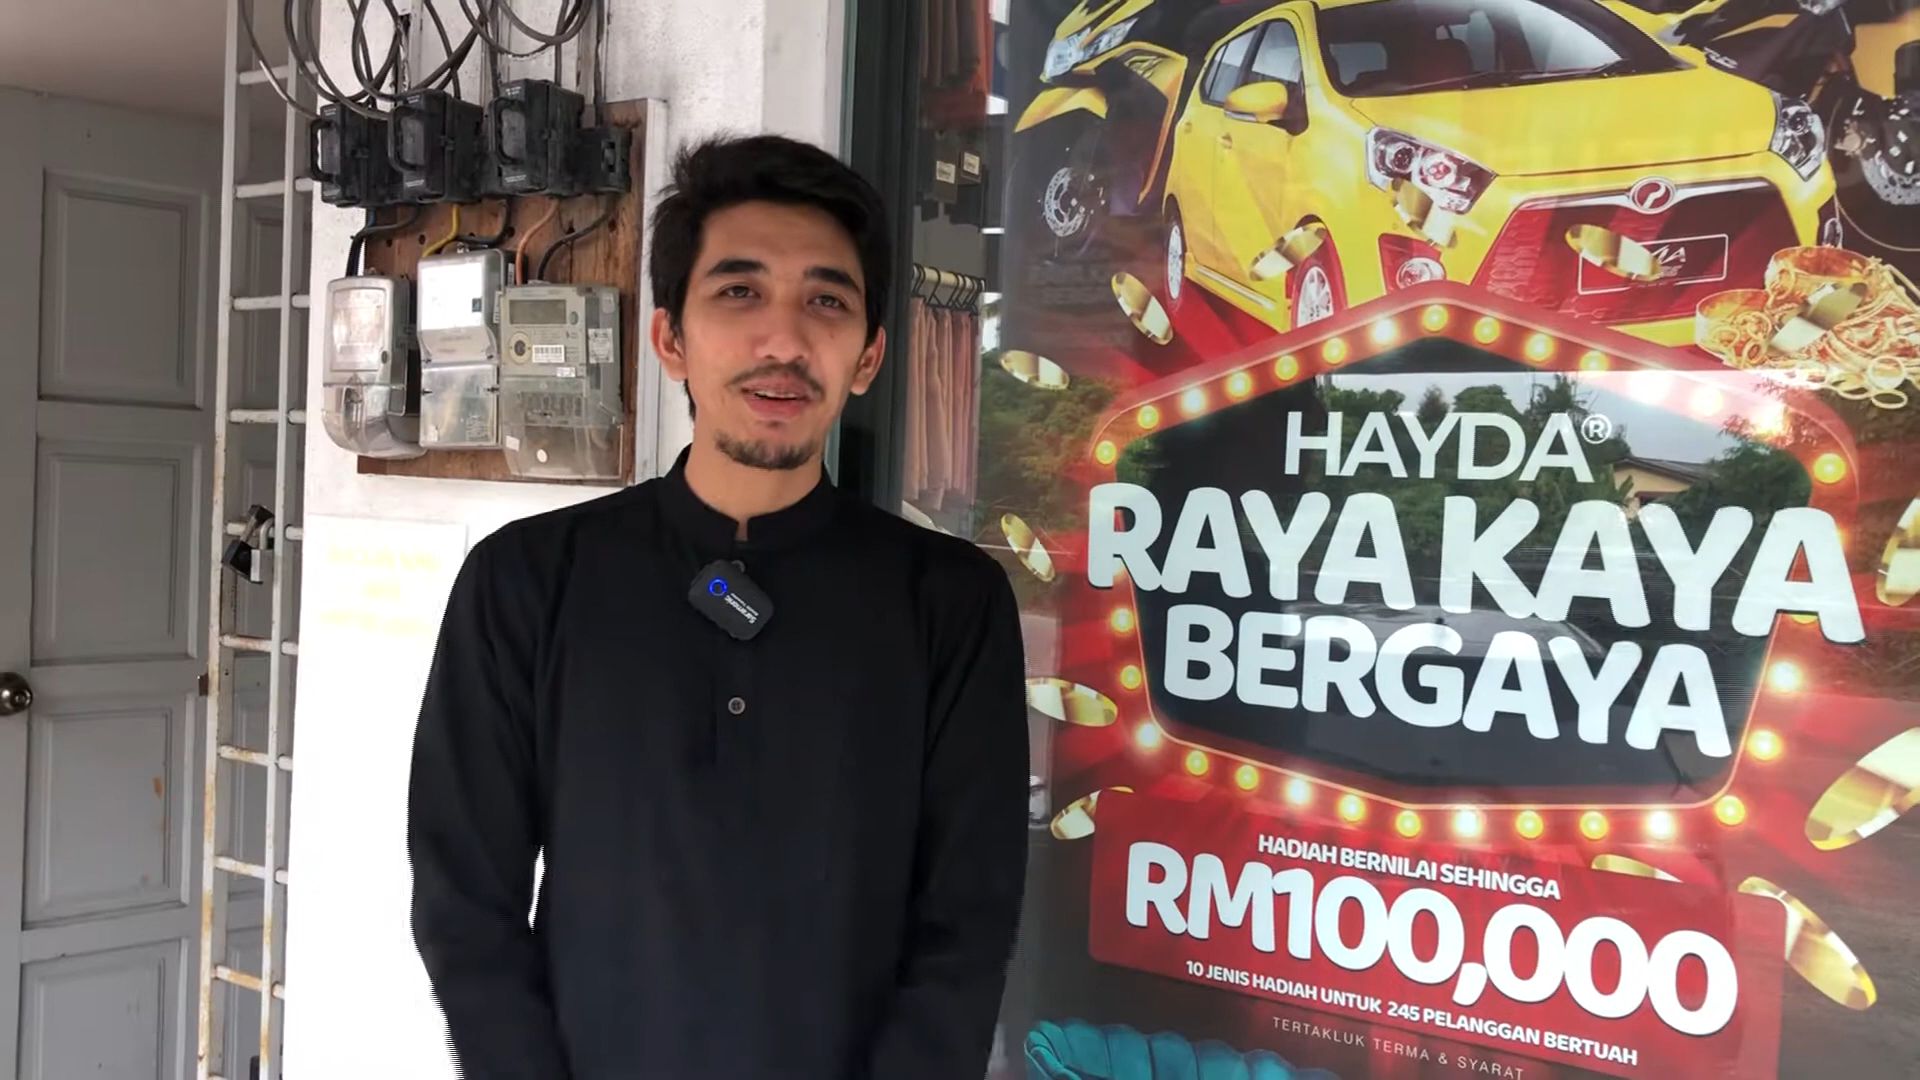 HAYDA®
RAYA KAYA
BERGAYA
HADIAH BERNILAI SEHINGGA
RM100,000
10 JENIS HADIAH UNTUK 245 PELANGGAN BERTUAH
TERTAKLUK TERMA & SYARAT
Saramonic